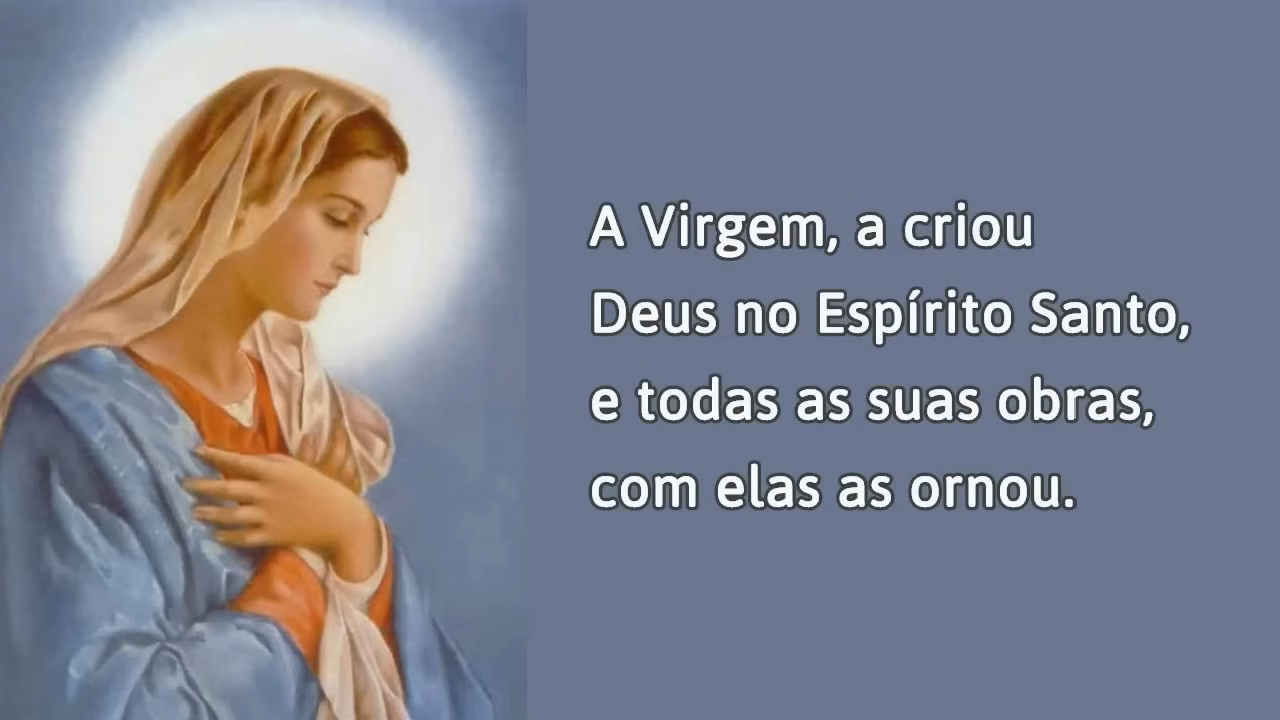 A Virgem, a criou
Deus no Espírito Santo,
e todas as suas obras,
com elas as ornou.